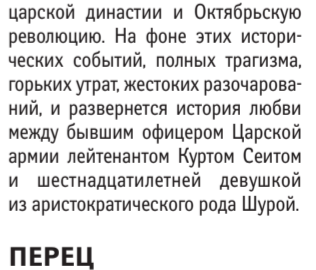 царской династии и Октябрьскую
революцию. На фоне этих истори-
ческих событий, полных трагизма,
горьких утрат, жестоких разочарова-
ний, и развернется история любви
между бывшим офицером Царской
армии лейтенантом Куртом Сеитом
и шестнадцатилетней девушкой
из аристократического рода Шурой.
ПЕРЕЦ